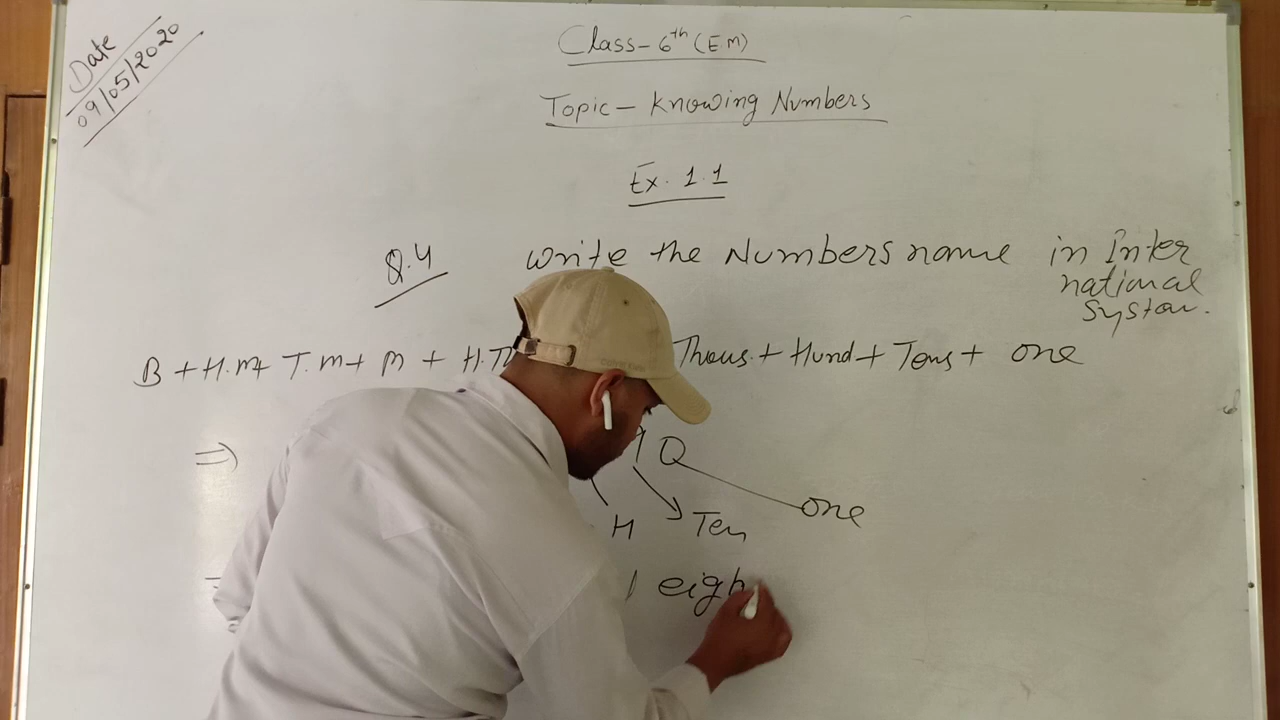 Date
09/05/2020
Class-6th (E.M)
Topic - Knowing Numbers
Ex. 1.1
Q.4 Write the Numbers name in Inter
national
System.
B + H.M + T.M + M + H.Th Thous. + Hund + Tens + one
⇒ Q
one
H Ten
eigh